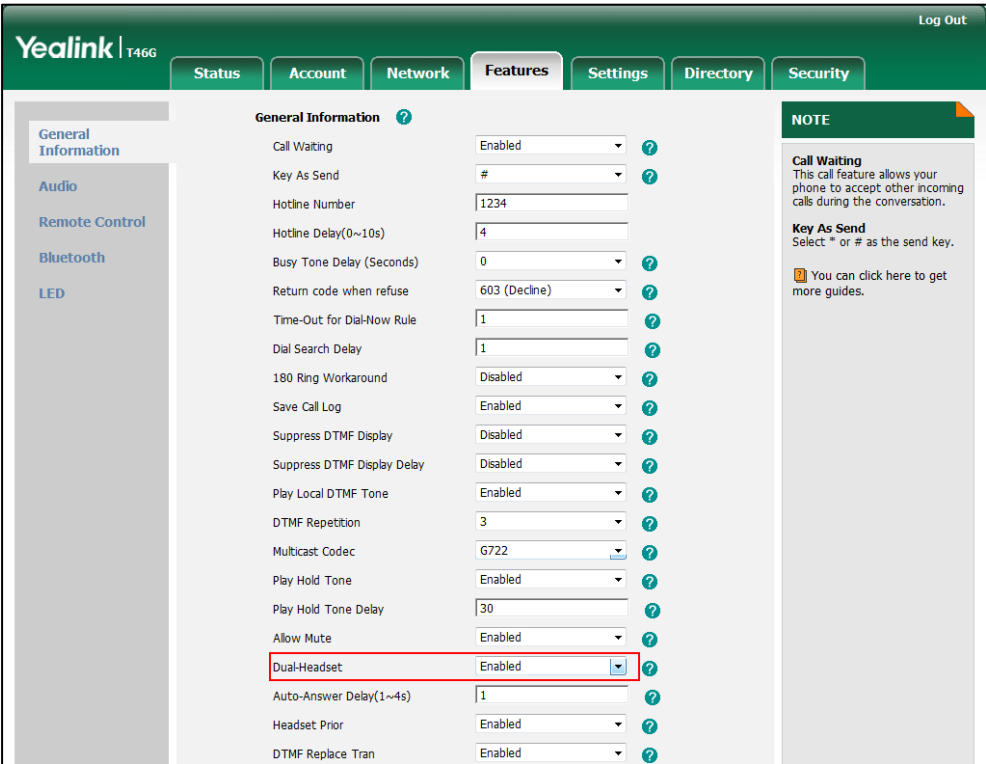 Log Out
Yealink T46G
Status Account Network Features Settings Directory Security
General
Information
Audio
Remote Control
Bluetooth
LED
General Information ?
Call Waiting Enabled ?
Key As Send # ?
Hotline Number 1234
Hotline Delay(0~10s) 4
Busy Tone Delay (Seconds) 0 ?
Return code when refuse 603 (Decline) ?
Time-Out for Dial-Now Rule 1 ?
Dial Search Delay 1 ?
180 Ring Workaround Disabled ?
Save Call Log Enabled ?
Suppress DTMF Display Disabled ?
Suppress DTMF Display Delay Disabled ?
Play Local DTMF Tone Enabled ?
DTMF Repetition 3 ?
Multicast Codec G722 ?
Play Hold Tone Enabled ?
Play Hold Tone Delay 30 ?
Allow Mute Enabled ?
Dual-Headset Enabled ?
Auto-Answer Delay(1~4s) 1 ?
Headset Prior Enabled ?
DTMF Replace Tran Enabled ?
NOTE
Call Waiting
This call feature allows your
phone to accept other incoming
calls during the conversation.
Key As Send
Select * or # as the send key.
? You can click here to get
more guides.